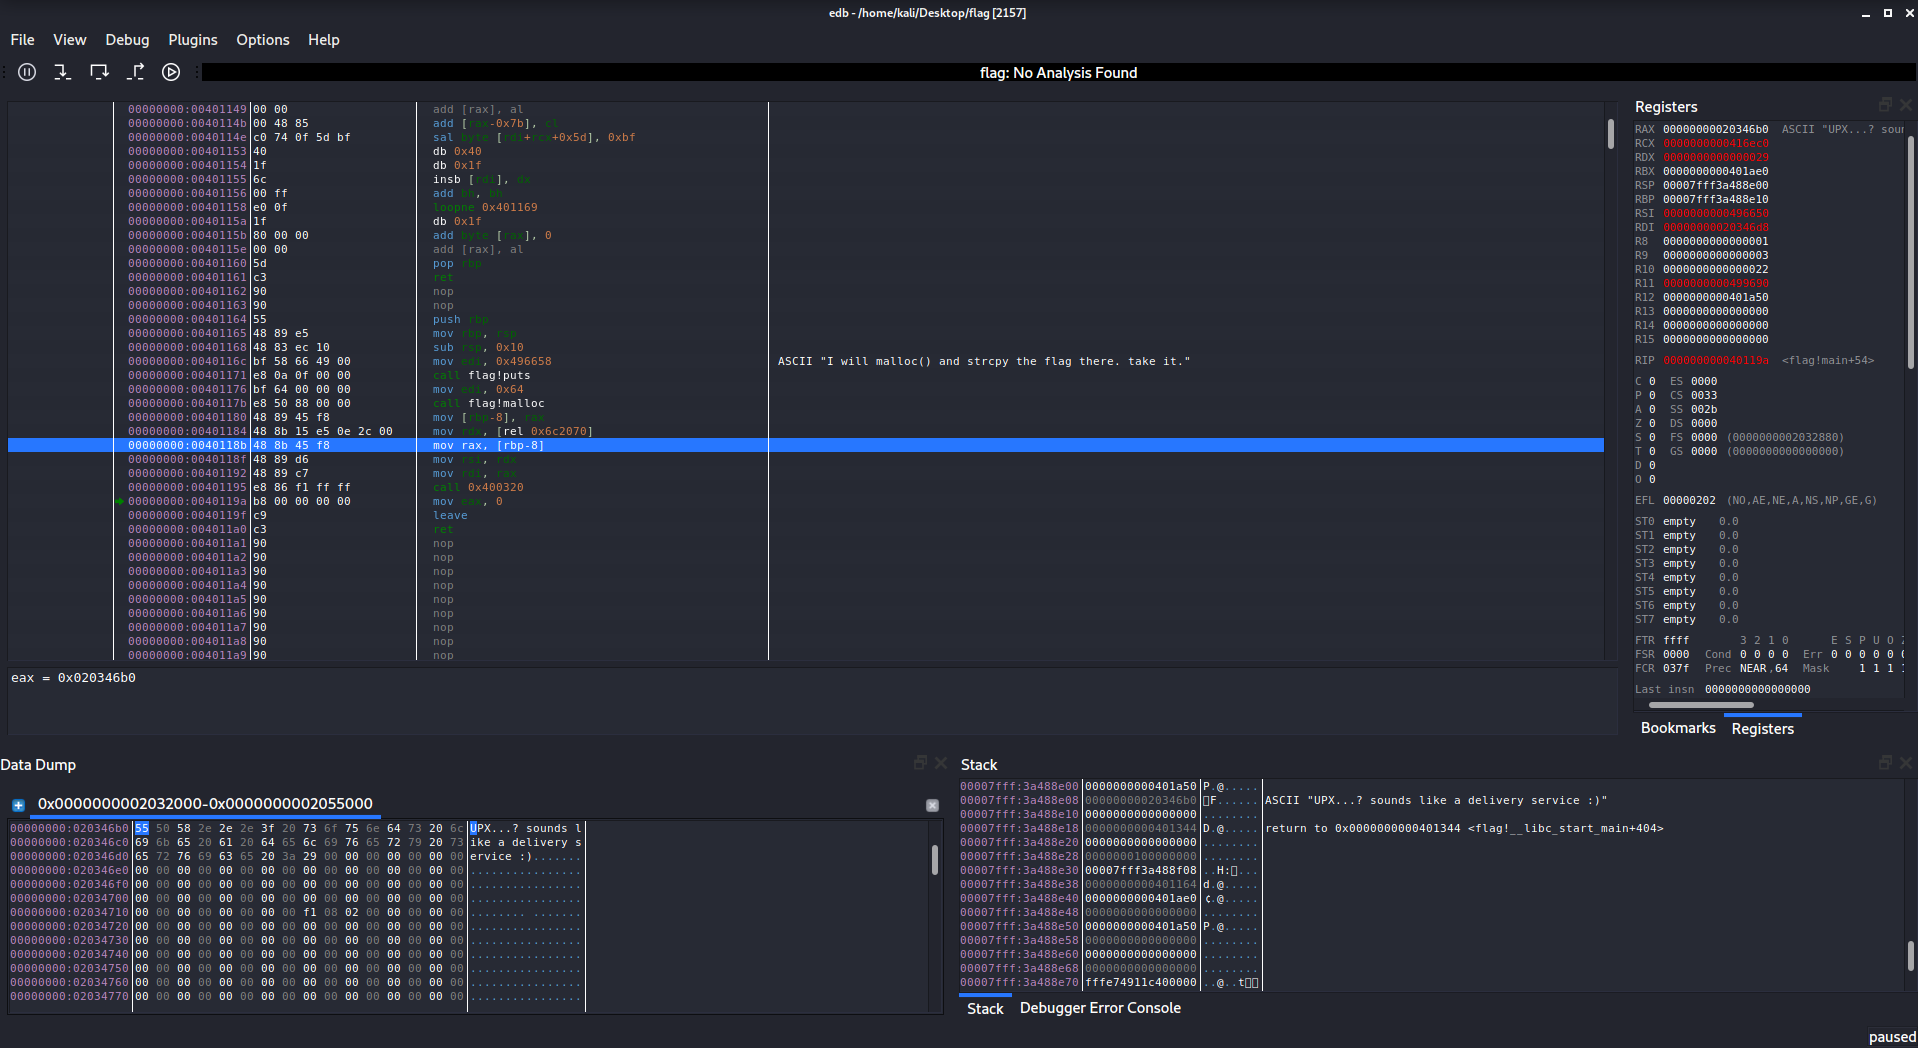 edb - /home/kali/Desktop/flag [2157]
File View Debug Plugins Options Help
flag: No Analysis Found
00000000:00401149 00 00 add [rax], al
00000000:0040114b 00 48 85 add [rax-0x7b], cl
00000000:0040114e c0 74 0f 5d bf sal byte [rdi+rcx+0x5d], 0xbf
00000000:00401153 40 db 0x40
00000000:00401154 1f db 0x1f
00000000:00401155 6c insb [rdi], dx
00000000:00401156 00 ff add bh, bh
00000000:00401158 e0 0f loopne 0x401169
00000000:0040115a 1f db 0x1f
00000000:0040115b 80 00 00 add byte [rax], 0
00000000:0040115e 00 00 add [rax], al
00000000:00401160 5d pop rbp
00000000:00401161 c3 ret
00000000:00401162 90 nop
00000000:00401163 90 nop
00000000:00401164 55 push rbp
00000000:00401165 48 89 e5 mov rbp, rsp
00000000:00401168 48 83 ec 10 sub rsp, 0x10
00000000:0040116c bf 58 66 49 00 mov edi, 0x496658 ASCII "I will malloc() and strcpy the flag there. take it."
00000000:00401171 e8 0a 0f 00 00 call flag!puts
00000000:00401176 bf 64 00 00 00 mov edi, 0x64
00000000:0040117b e8 50 88 00 00 call flag!malloc
00000000:00401180 48 89 45 f8 mov [rbp-8], rax
00000000:00401184 48 8b 15 e5 0e 2c 00 mov rdx, [rel 0x6c2070]
00000000:0040118b 48 8b 45 f8 mov rax, [rbp-8]
00000000:0040118f 48 89 d6 mov rsi, rdx
00000000:00401192 48 89 c7 mov rdi, rax
00000000:00401195 e8 86 f1 ff ff call 0x400320
00000000:0040119a b8 00 00 00 00 mov eax, 0
00000000:0040119f c9 leave
00000000:004011a0 c3 ret
00000000:004011a1 90 nop
00000000:004011a2 90 nop
00000000:004011a3 90 nop
00000000:004011a4 90 nop
00000000:004011a5 90 nop
00000000:004011a6 90 nop
00000000:004011a7 90 nop
00000000:004011a8 90 nop
00000000:004011a9 90 nop
eax = 0x020346b0
Registers
RAX 00000000020346b0 ASCII "UPX...? sour
RCX 0000000000416ec0
RDX 0000000000000029
RBX 0000000000401ae0
RSP 00007fff3a488e00
RBP 00007fff3a488e10
RSI 0000000000496650
RDI 00000000020346d8
R8 0000000000000001
R9 0000000000000003
R10 0000000000000022
R11 0000000000499690
R12 0000000000401a50
R13 0000000000000000
R14 0000000000000000
R15 0000000000000000
RIP 000000000040119a <flag!main+54>
C 0 ES 0000
P 0 CS 0033
A 0 SS 002b
Z 0 DS 0000
S 0 FS 0000 (0000000002032880)
T 0 GS 0000 (0000000000000000)
D 0
O 0
EFL 00000202 (NO,AE,NE,A,NS,NP,GE,G)
ST0 empty 0.0
ST1 empty 0.0
ST2 empty 0.0
ST3 empty 0.0
ST4 empty 0.0
ST5 empty 0.0
ST6 empty 0.0
ST7 empty 0.0
FTR ffff 3 2 1 0 E S P U O Z
FSR 0000 Cond 0 0 0 0 Err 0 0 0 0 0 0
FCR 037f Prec NEAR,64 Mask 1 1 1
Last insn 0000000000000000
Bookmarks Registers
Data Dump
0x0000000002032000-0x0000000002055000
00000000:020346b0 55 50 58 2e 2e 2e 3f 20 73 6f 75 6e 64 73 20 6c UPX...? sounds l
00000000:020346c0 69 6b 65 20 61 20 64 65 6c 69 76 65 72 79 20 73 ike a delivery s
00000000:020346d0 65 72 76 69 63 65 20 3a 29 00 00 00 00 00 00 00 ervice :).......
00000000:020346e0 00 00 00 00 00 00 00 00 00 00 00 00 00 00 00 00 ................
00000000:020346f0 00 00 00 00 00 00 00 00 00 00 00 00 00 00 00 00 ................
00000000:02034700 00 00 00 00 00 00 00 00 00 00 00 00 00 00 00 00 ................
00000000:02034710 00 00 00 00 00 00 00 00 f1 08 02 00 00 00 00 00 ........ .......
00000000:02034720 00 00 00 00 00 00 00 00 00 00 00 00 00 00 00 00 ................
00000000:02034730 00 00 00 00 00 00 00 00 00 00 00 00 00 00 00 00 ................
00000000:02034740 00 00 00 00 00 00 00 00 00 00 00 00 00 00 00 00 ................
00000000:02034750 00 00 00 00 00 00 00 00 00 00 00 00 00 00 00 00 ................
00000000:02034760 00 00 00 00 00 00 00 00 00 00 00 00 00 00 00 00 ................
00000000:02034770 00 00 00 00 00 00 00 00 00 00 00 00 00 00 00 00 ................
Stack
00007fff:3a488e00 0000000000401a50 P.@.....
00007fff:3a488e08 00000000020346b0 F...... ASCII "UPX...? sounds like a delivery service :)"
00007fff:3a488e10 0000000000000000 ........
00007fff:3a488e18 0000000000401344 D.@..... return to 0x0000000000401344 <flag!__libc_start_main+404>
00007fff:3a488e20 0000000000000000 ........
00007fff:3a488e28 0000000100000000 ........
00007fff:3a488e30 00007fff3a488f08 ..H:...
00007fff:3a488e38 0000000000401164 d.@.....
00007fff:3a488e40 0000000000401ae0 .@.....
00007fff:3a488e48 0000000000000000 ........
00007fff:3a488e50 0000000000401a50 P.@.....
00007fff:3a488e58 0000000000000000 ........
00007fff:3a488e60 0000000000000000 ........
00007fff:3a488e68 0000000000000000 ........
00007fff:3a488e70 fffe74911c400000 ..@..t
Stack Debugger Error Console
paused